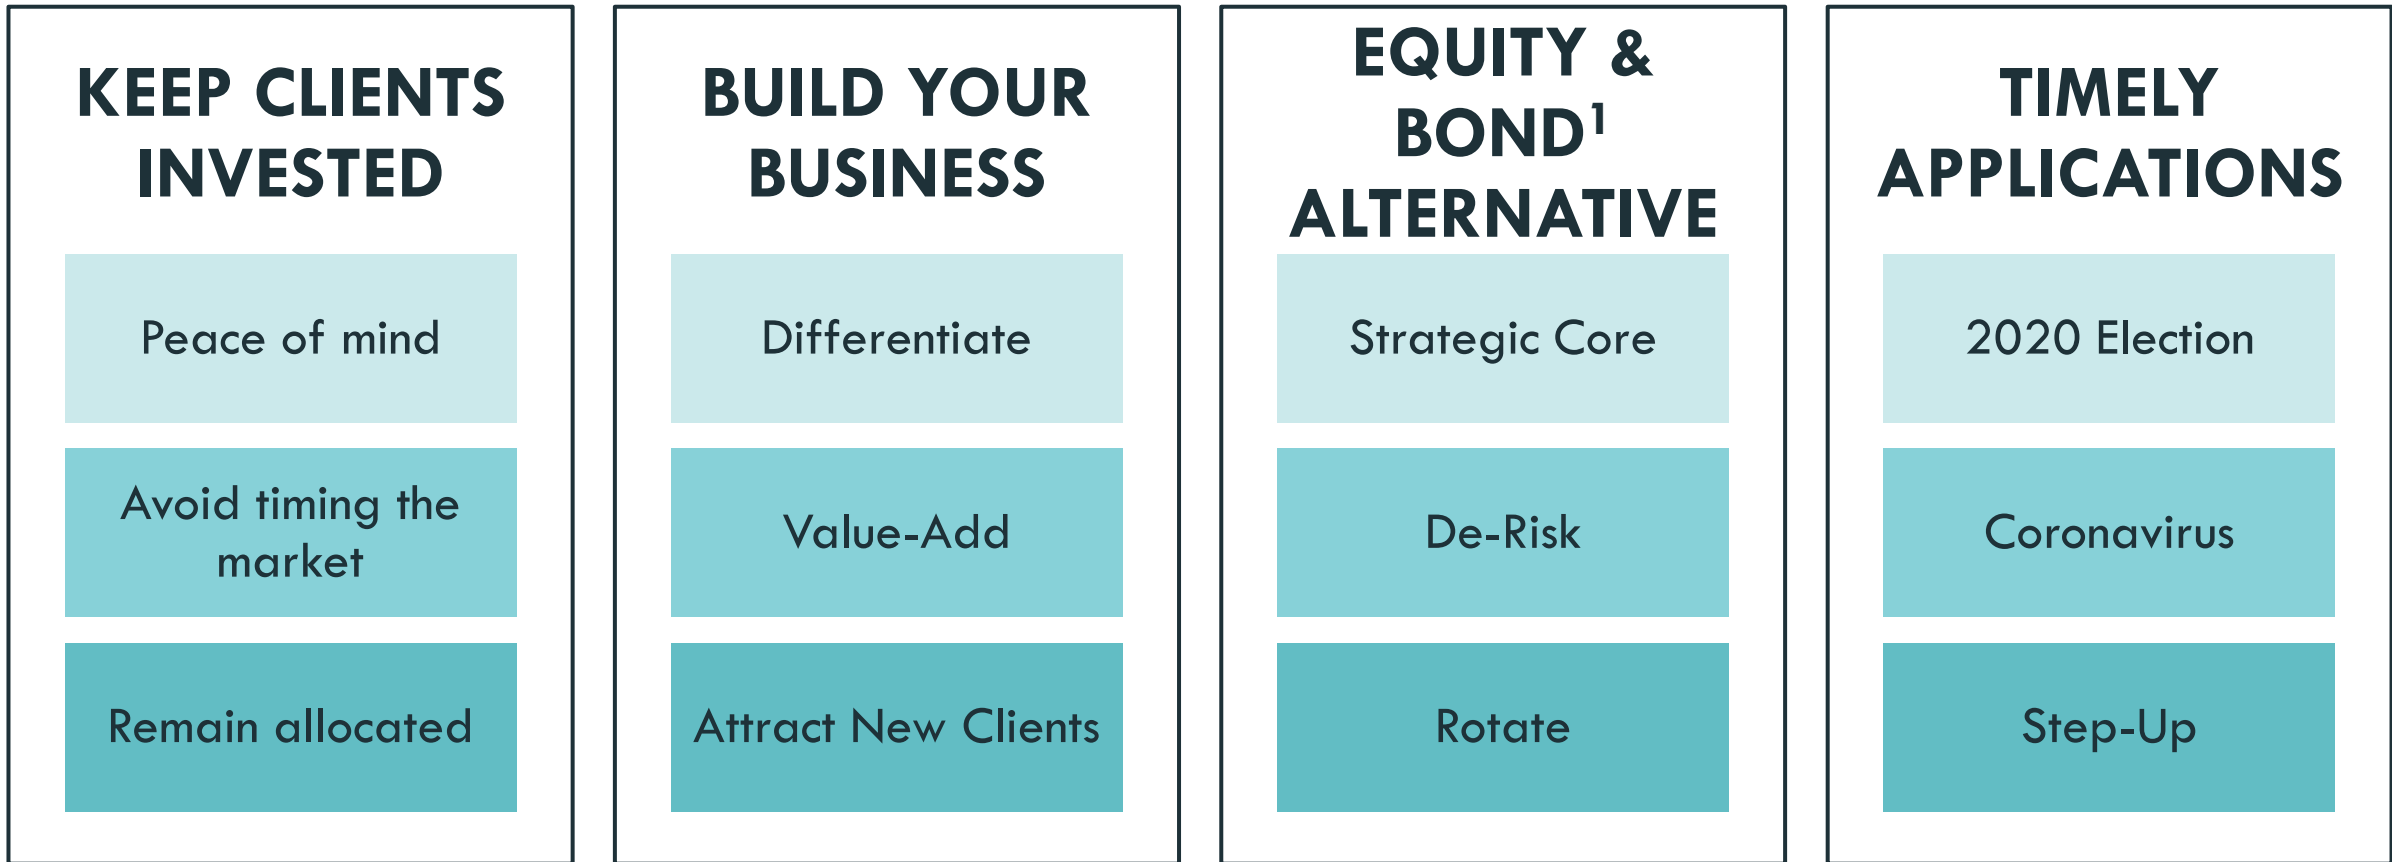 KEEP CLIENTS
INVESTED
Peace of mind
Avoid timing the
market
Remain allocated
BUILD YOUR
BUSINESS
Differentiate
Value-Add
Attract New Clients
EQUITY &
BOND¹
ALTERNATIVE
Strategic Core
De-Risk
Rotate
TIMELY
APPLICATIONS
2020 Election
Coronavirus
Step-Up